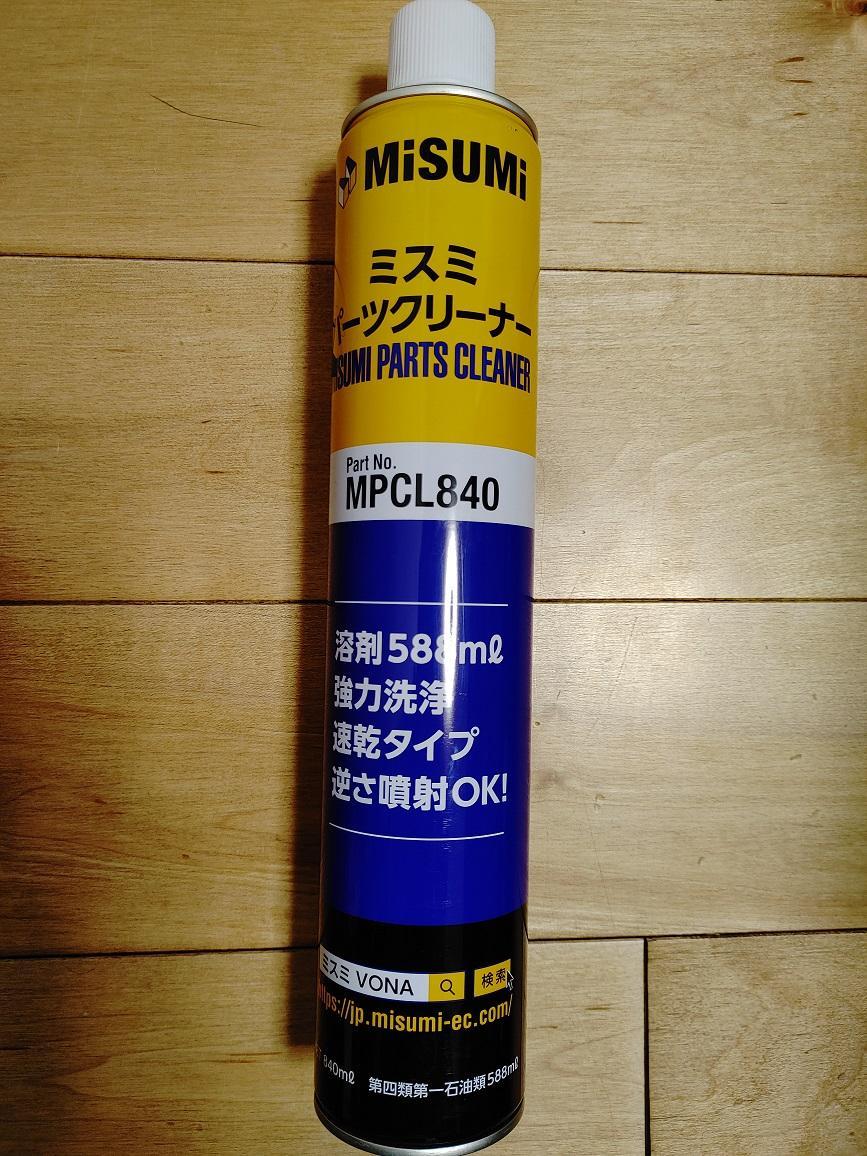 MiSUMi
ミスミ
パーツクリーナー
SUMI PARTS CLEANER
Part No.
MPCL840
溶剤588mℓ
強力洗浄
速乾タイプ
逆さ噴射OK!
ミスミ VONA 検索
https://jp.misumi-ec.com/
840mℓ 第四類第一石油類588mℓ